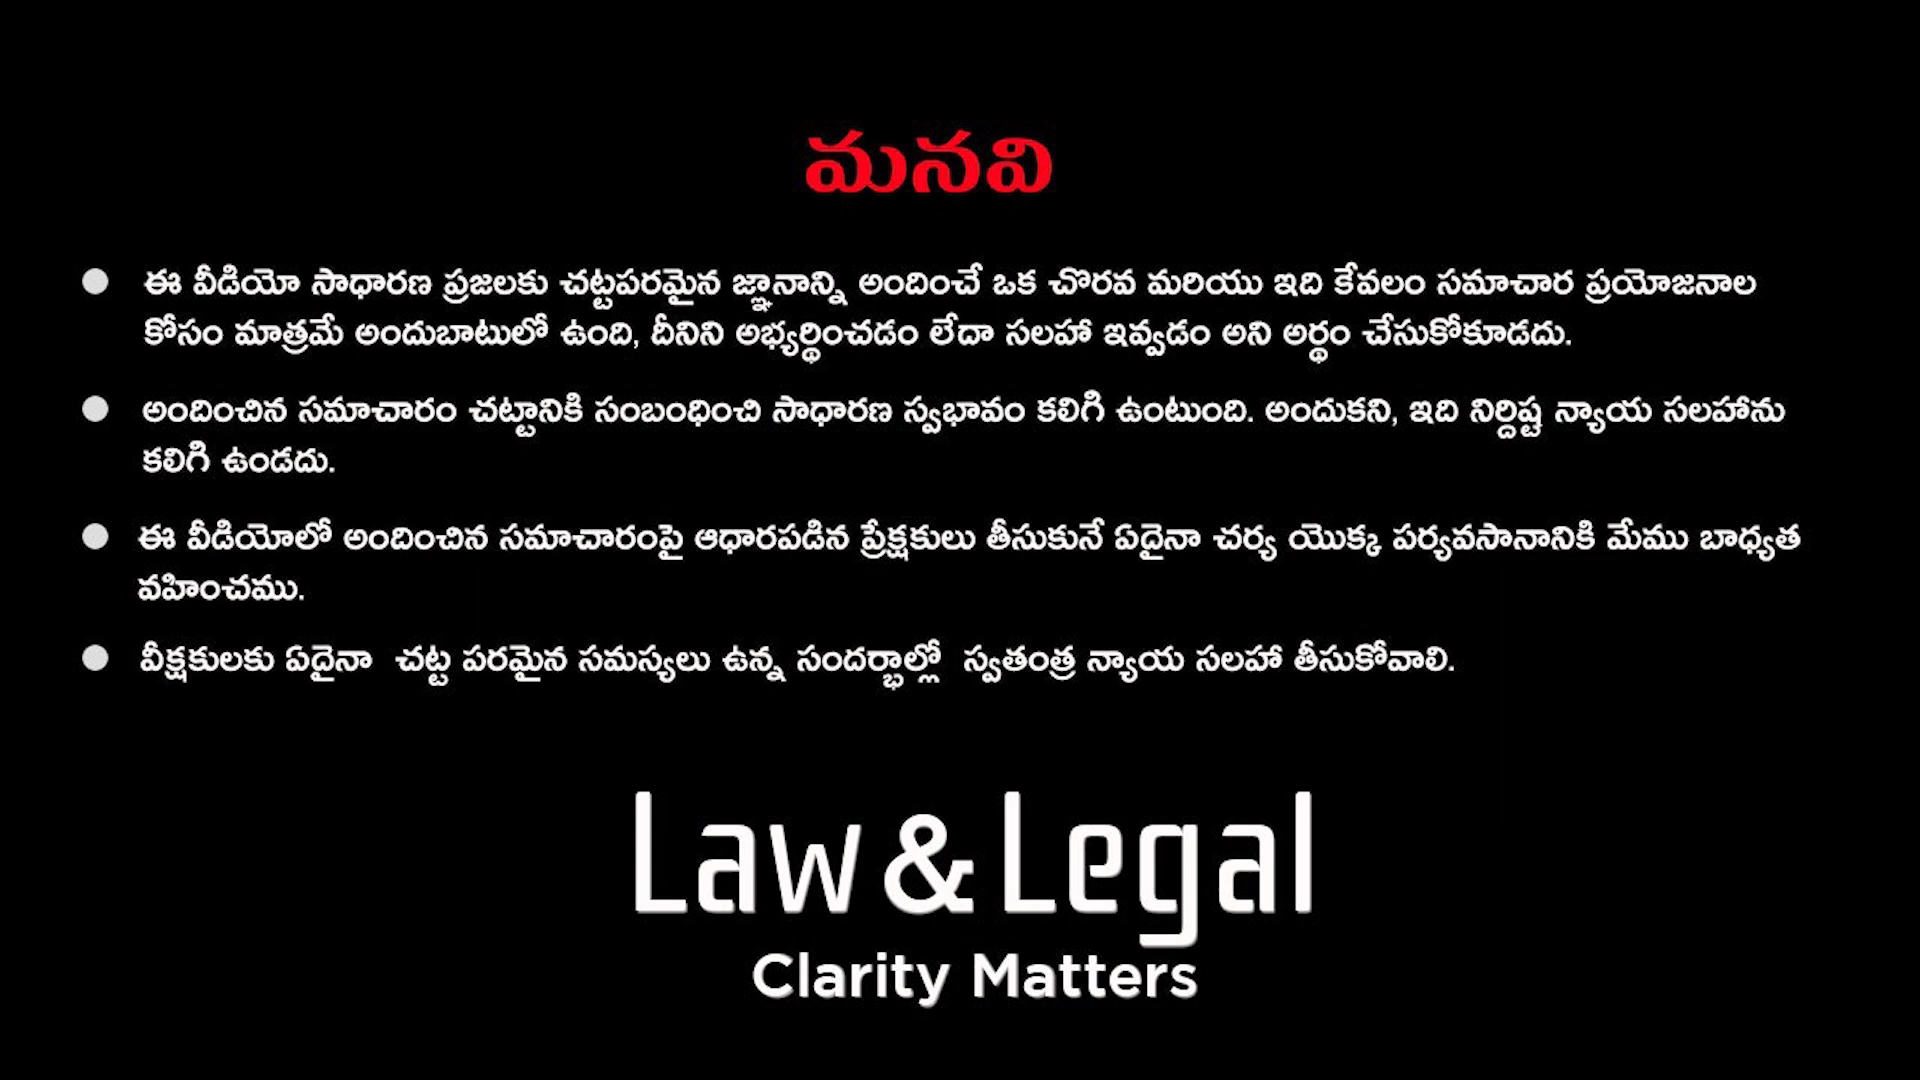 మనవి
ఈ వీడియో సాధారణ ప్రజలకు చట్టపరమైన జ్ఞానాన్ని అందించే ఒక చొరవ మరియు ఇది కేవలం సమాచార ప్రయోజనాల
కోసం మాత్రమే అందుబాటులో ఉంది, దీనిని అభ్యర్థించడం లేదా సలహా ఇవ్వడం అని అర్థం చేసుకోకూడదు.
అందించిన సమాచారం చట్టానికి సంబంధించి సాధారణ స్వభావం కలిగి ఉంటుంది. అందుకని, ఇది నిర్దిష్ట న్యాయ సలహాను
కలిగి ఉండదు.
ఈ వీడియోలో అందించిన సమాచారంపై ఆధారపడిన ప్రేక్షకులు తీసుకునే ఏదైనా చర్య యొక్క పర్యవసానానికి మేము బాధ్యత
వహించము.
వీక్షకులకు ఏదైనా చట్ట పరమైన సమస్యలు ఉన్న సందర్భాల్లో స్వతంత్ర న్యాయ సలహా తీసుకోవాలి.
Law & Legal
Clarity Matters